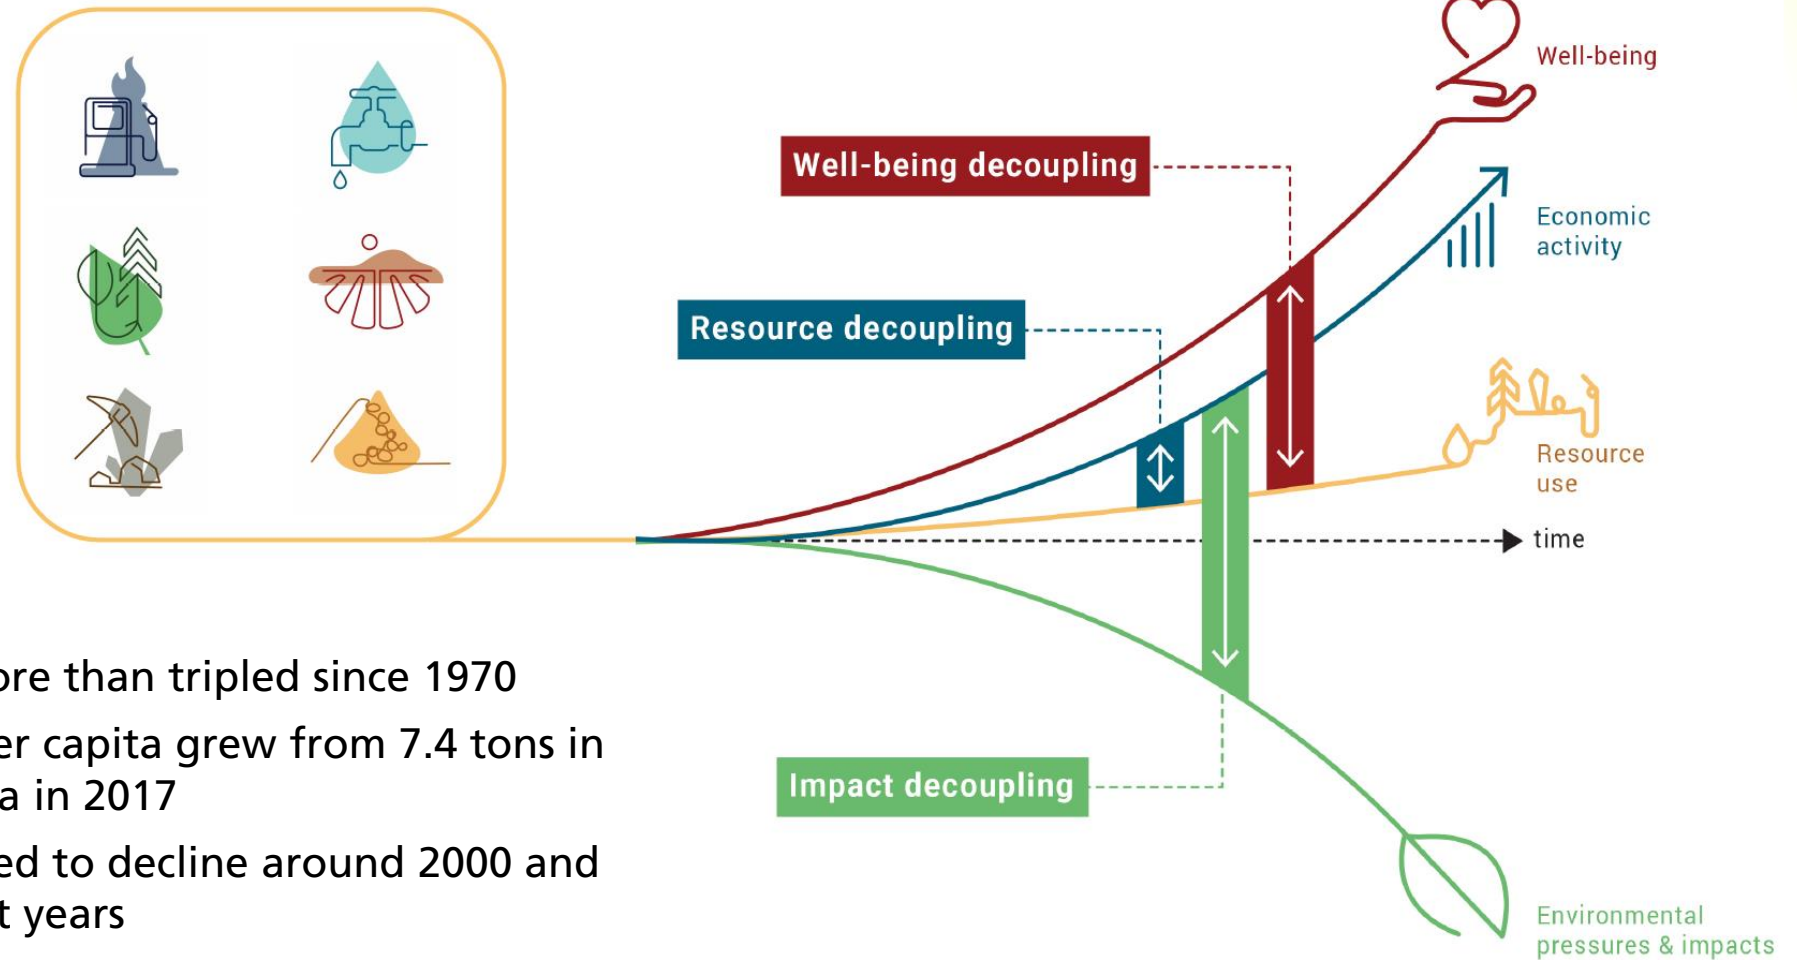 Well-being
Well-being decoupling
Economic
activity
Resource decoupling
Resource
use
time
ore than tripled since 1970
er capita grew from 7.4 tons in
a in 2017
ed to decline around 2000 and
t years
Impact decoupling
Environmental
pressures & impacts